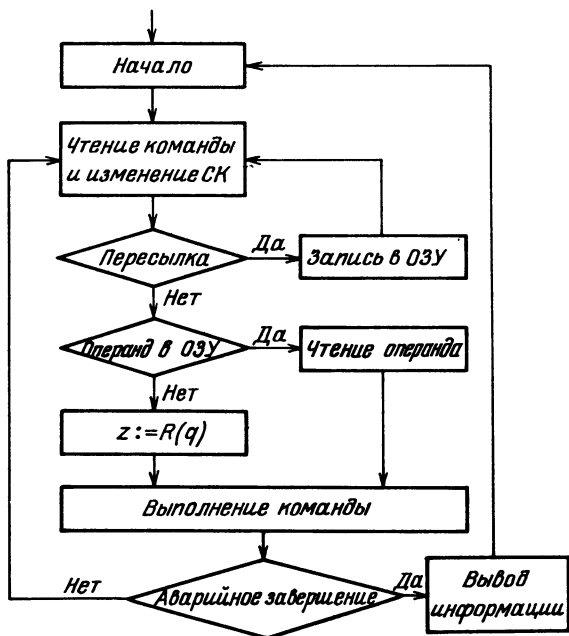 Начало
Чтение команды
и изменение СК
Пересылка
Да
Запись в ОЗУ
Нет
Операнд в ОЗУ
Да
Чтение операнда
Нет
z:=R(q)
Выполнение команды
Нет
Аварийное завершение
Да
Вывод
информации